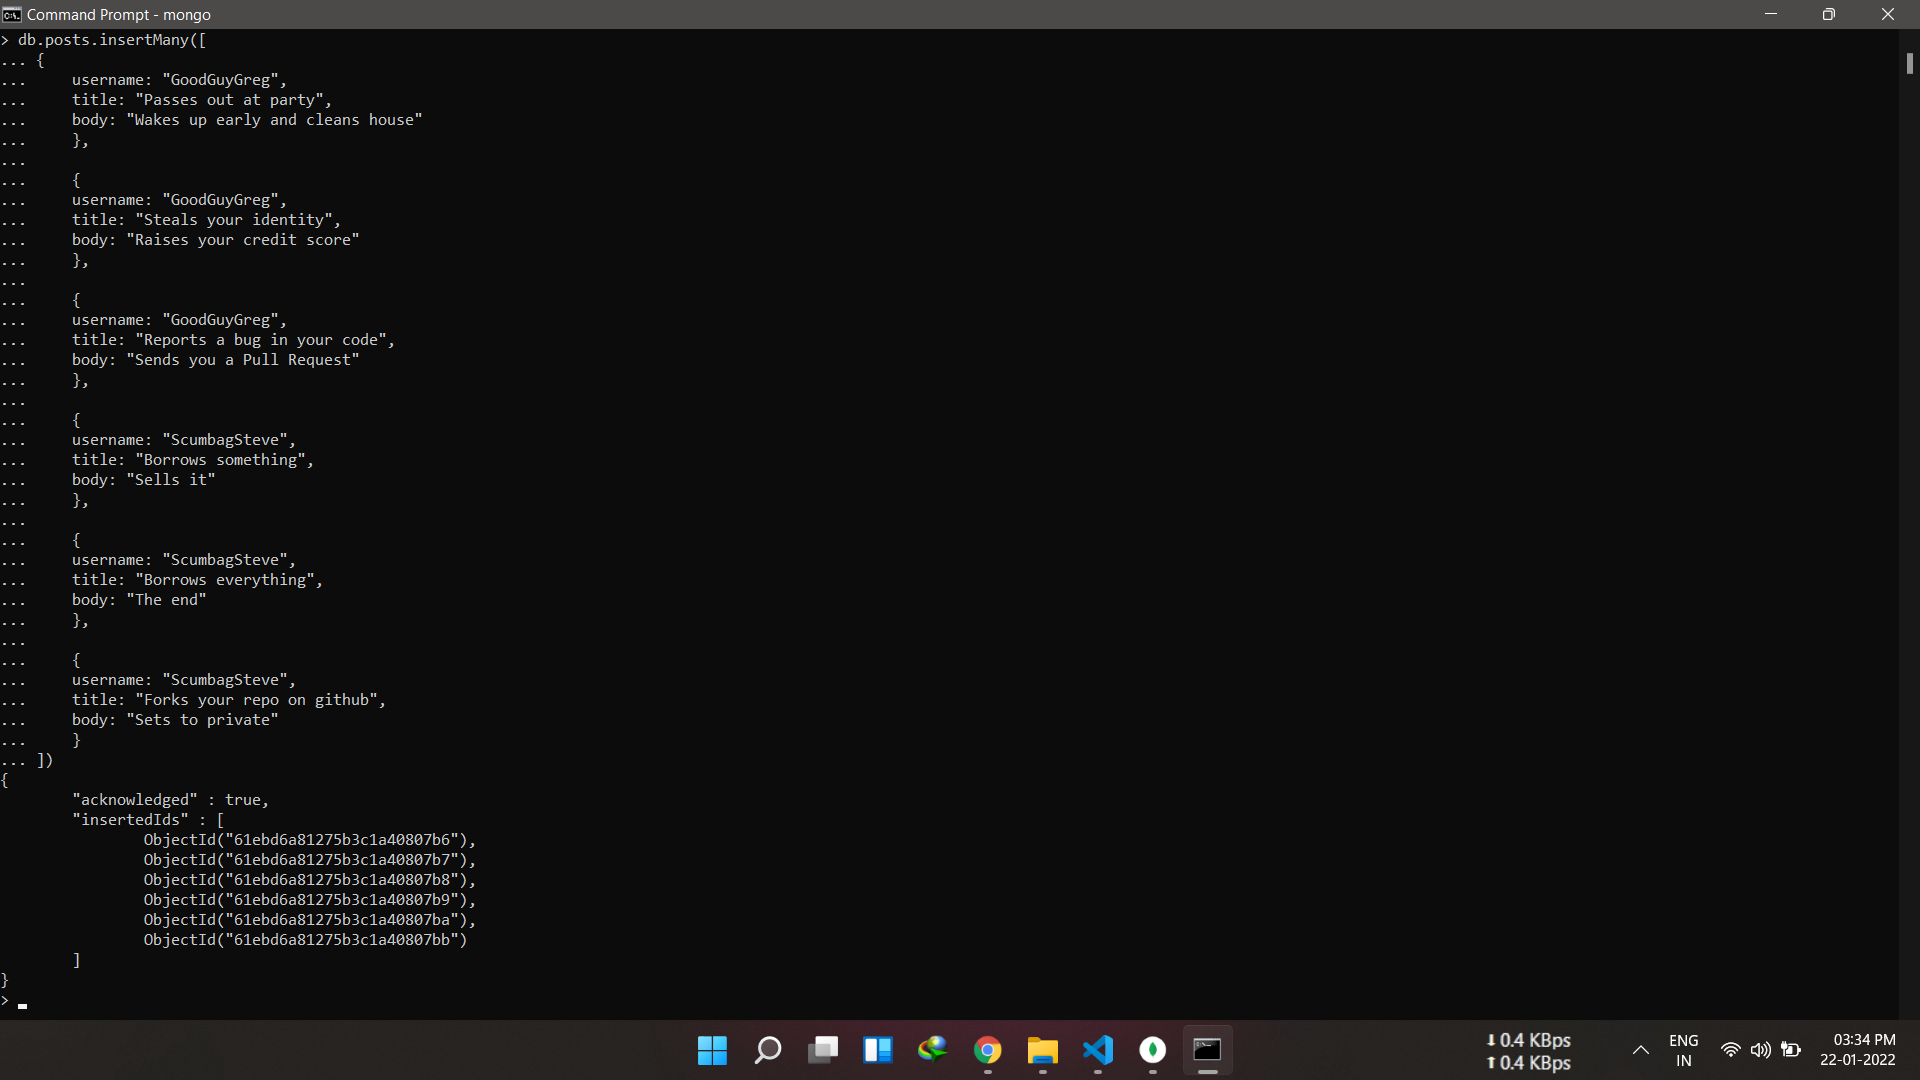 Command Prompt - mongo
> db.posts.insertMany([
... {
...     username: "GoodGuyGreg",
...     title: "Passes out at party",
...     body: "Wakes up early and cleans house"
...     },
...
...     {
...     username: "GoodGuyGreg",
...     title: "Steals your identity",
...     body: "Raises your credit score"
...     },
...
...     {
...     username: "GoodGuyGreg",
...     title: "Reports a bug in your code",
...     body: "Sends you a Pull Request"
...     },
...
...     {
...     username: "ScumbagSteve",
...     title: "Borrows something",
...     body: "Sells it"
...     },
...
...     {
...     username: "ScumbagSteve",
...     title: "Borrows everything",
...     body: "The end"
...     },
...
...     {
...     username: "ScumbagSteve",
...     title: "Forks your repo on github",
...     body: "Sets to private"
...     }
... ])
{
        "acknowledged" : true,
        "insertedIds" : [
                ObjectId("61ebd6a81275b3c1a40807b6"),
                ObjectId("61ebd6a81275b3c1a40807b7"),
                ObjectId("61ebd6a81275b3c1a40807b8"),
                ObjectId("61ebd6a81275b3c1a40807b9"),
                ObjectId("61ebd6a81275b3c1a40807ba"),
                ObjectId("61ebd6a81275b3c1a40807bb")
        ]
}
>
0.4 KBps
0.4 KBps
ENG
IN
03:34 PM
22-01-2022